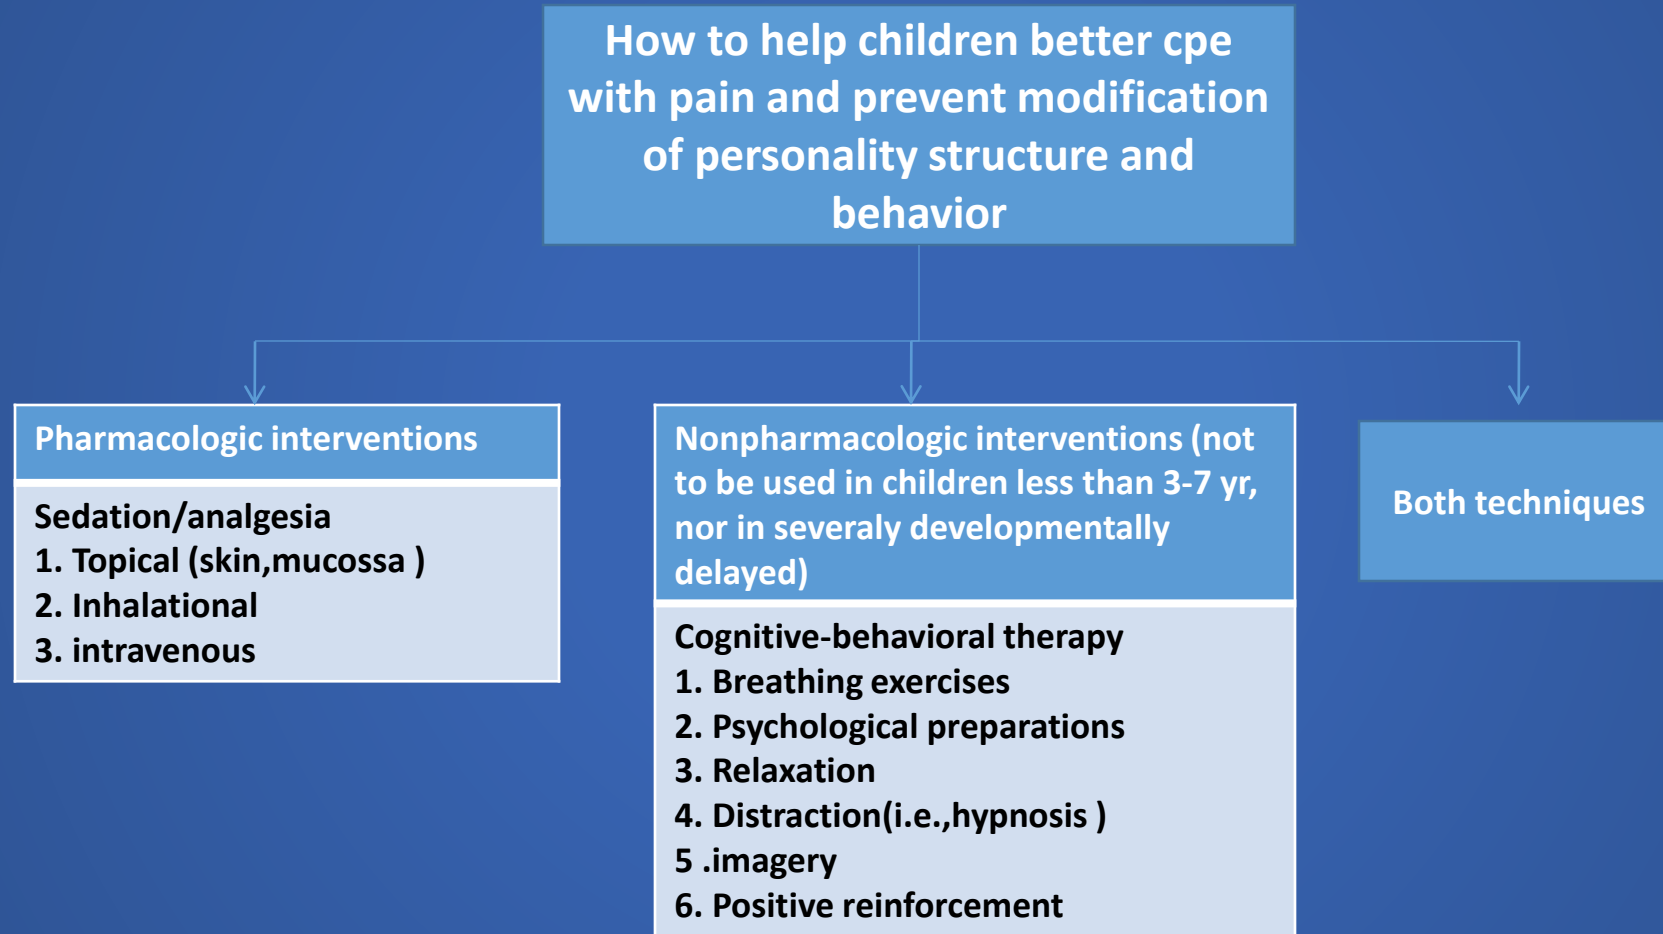 How to help children better cpe
with pain and prevent modification
of personality structure and
behavior
Pharmacologic interventions
Sedation/analgesia
1. Topical (skin,mucossa )
2. Inhalational
3. intravenous
Nonpharmacologic interventions (not
to be used in children less than 3-7 yr,
nor in severaly developmentally
delayed)
Cognitive-behavioral therapy
1. Breathing exercises
2. Psychological preparations
3. Relaxation
4. Distraction(i.e.,hypnosis )
5 .imagery
6. Positive reinforcement
Both techniques